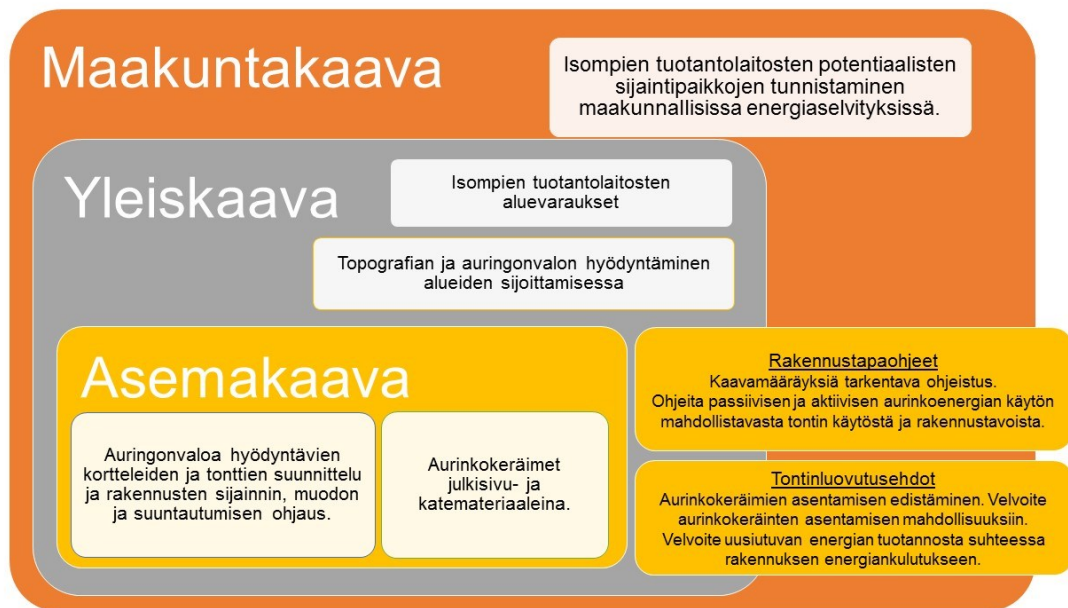 Maakuntakaava
Isompien tuotantolaitosten potentiaalisten
sijaintipaikkojen tunnistaminen
maakunnallisissa energiaselvityksissä.
Yleiskaava
Isompien tuotantolaitosten
aluevaraukset
Topografian ja auringonvalon hyödyntäminen
alueiden sijoittamisessa
Asemakaava
Auringonvaloa hyödyntävien
kortteleiden ja tonttien suunnittelu
ja rakennusten sijainnin, muodon
ja suuntautumisen ohjaus.
Aurinkokeräimet
julkisivu- ja
katemateriaaleina.
Rakennustapaohjeet
Kaavamääräyksiä tarkentava ohjeistus.
Ohjeita passiivisen ja aktiivisen aurinkoenergian käytön
mahdollistavasta tontin käytöstä ja rakennustavoista.
Tontinluovutusehdot
Aurinkokeräimien asentamisen edistäminen. Velvoite
aurinkokeräinten asentamisen mahdollisuuksiin.
Velvoite uusiutuvan energian tuotannosta suhteessa
rakennuksen energiankulutukseen.